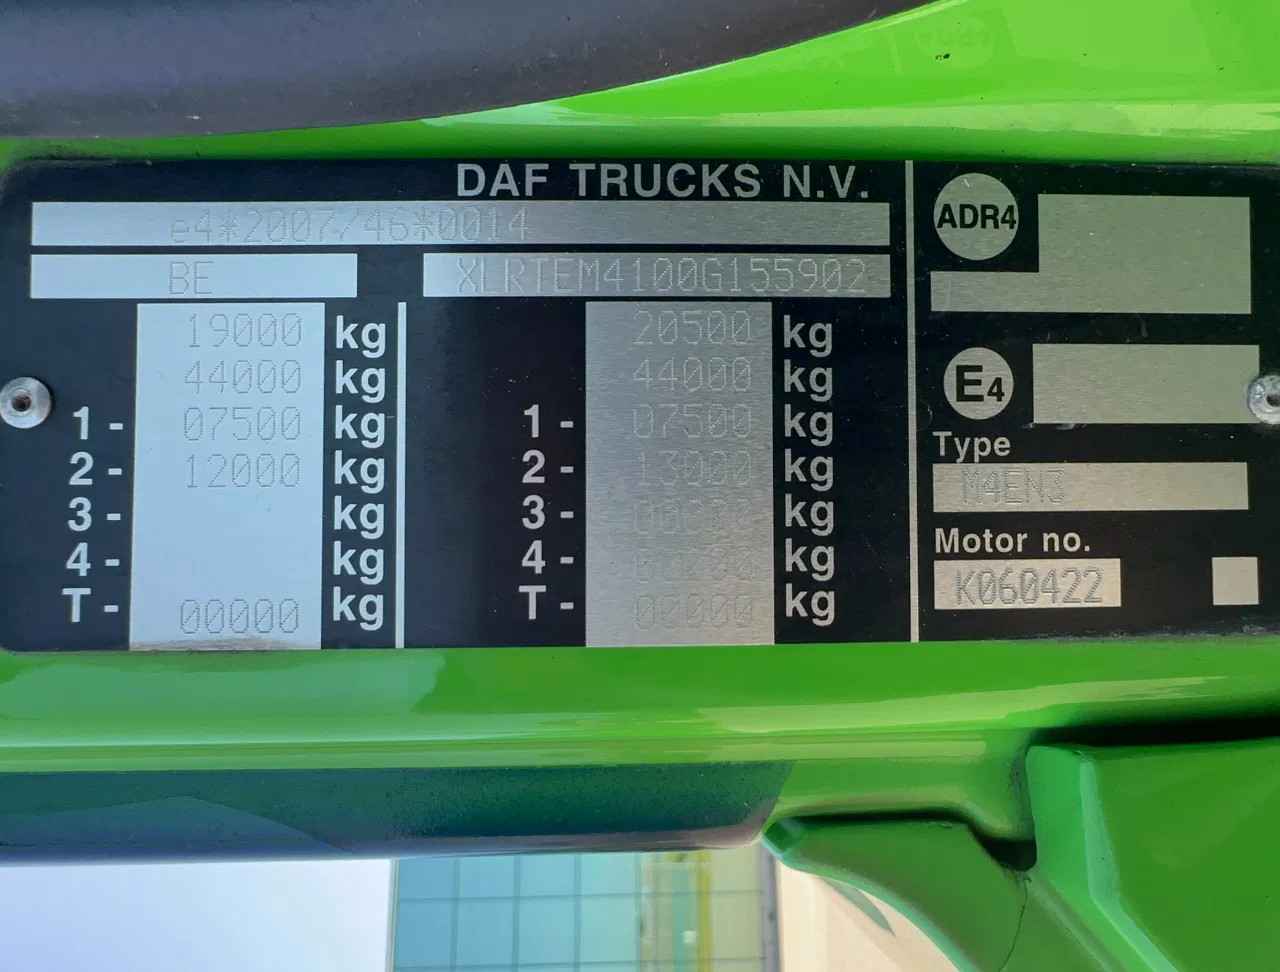 DAF TRUCKS N.V.
e4*2007/46*0014
BE XLRTEM4100G155902
19000 kg 20500 kg
44000 kg 44000 kg
1- 07500 kg 1- 07500 kg
2- 12000 kg 2- 13000 kg
3- kg 3- kg
4- kg 4- kg
T- 00000 kg T- 00000 kg
ADR4
E4
Type
M4EN3
Motor no.
K060422